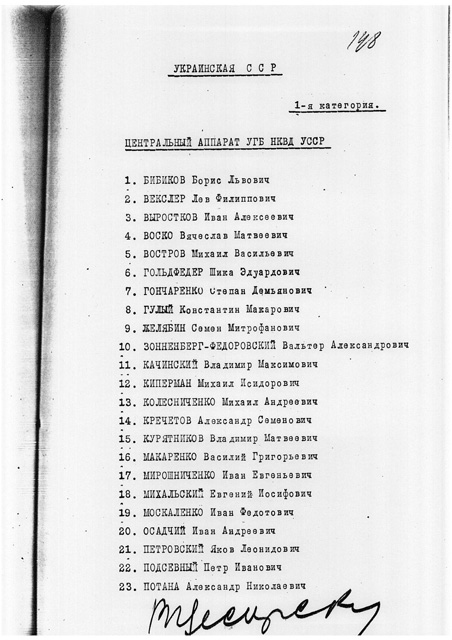 198
УКРАИНСКАЯ С С Р
1-я категория.
ЦЕНТРАЛЬНЫЙ АППАРАТ УГБ НКВД УССР
1. БИБИКОВ Борис Львович
2. ВЕКСЛЕР Лев Филиппович
3. ВЫРОСТКОВ Иван Алексеевич
4. ВОСКО Вячеслав Матвеевич
5. ВОСТРОВ Михаил Васильевич
6. ГОЛЬДФЕДЕР Шика Эдуардович
7. ГОНЧАРЕНКО Степан Демьянович
8. ГУЛЫЙ Константин Макарович
9. ЖЕЛЯБИН Семен Митрофанович
10. ЗОННЕНБЕРГ-ФЕДОРОВСКИЙ Вальтер Александрович
11. КАЧИНСКИЙ Владимир Максимович
12. КИПЕРМАН Михаил Исидорович
13. КОЛЕСНИЧЕНКО Михаил Андреевич
14. КРЕЧЕТОВ Александр Семенович
15. КУРЯТНИКОВ Владимир Матвеевич
16. МАКАРЕНКО Василий Григорьевич
17. МИРОШНИЧЕНКО Иван Евгеньевич
18. МИХАЛЬСКИЙ Евгений Иосифович
19. МОСКАЛЕНКО Иван Федотович
20. ОСАДЧИЙ Иван Андреевич
21. ПЕТРОВСКИЙ Яков Леонидович
22. ПОДСЕВНЫЙ Петр Иванович
23. ПОТАНА Александр Николаевич